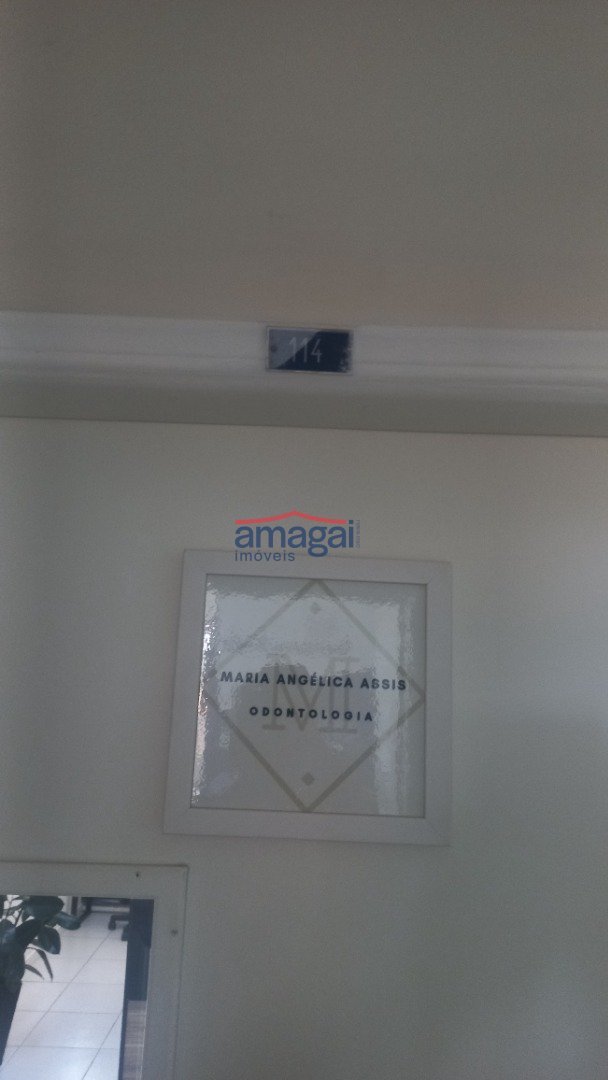 114
amagai
imóveis
M
MARIA ANGÉLICA ASSIS
ODONTOLOGIA